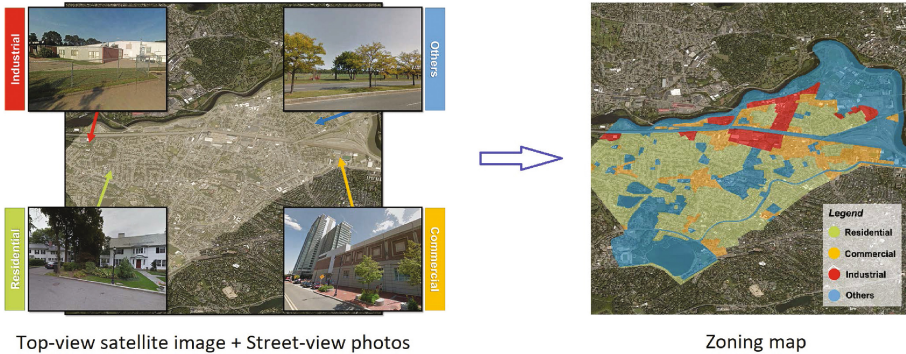 Industrial
Others
Residential
Commercial
Legend
Residential
Commercial
Industrial
Others
Top-view satellite image + Street-view photos
Zoning map